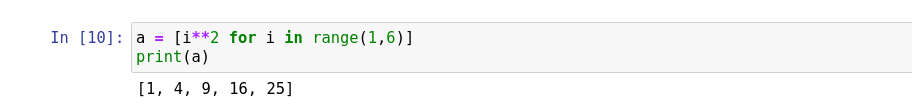 In [10]: a = [i**2 for i in range(1,6)]
print(a)
[1, 4, 9, 16, 25]